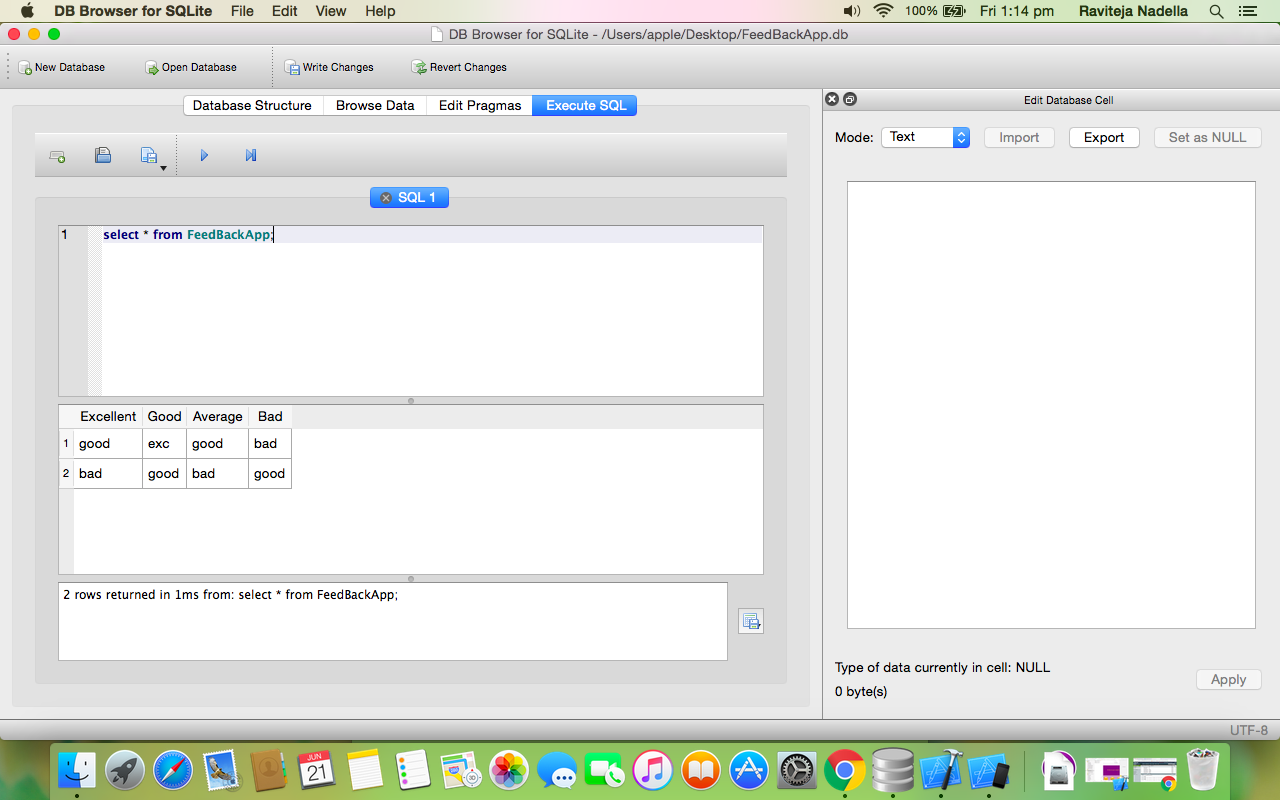 DB Browser for SQLite File Edit View Help 100% Fri 1:14 pm Raviteja Nadella
DB Browser for SQLite - /Users/apple/Desktop/FeedBackApp.db
New Database Open Database Write Changes Revert Changes
Database Structure Browse Data Edit Pragmas Execute SQL
Edit Database Cell
Mode: Text Import Export Set as NULL
SQL 1
1 select * from FeedBackApp;
Excellent Good Average Bad
1 good exc good bad
2 bad good bad good
2 rows returned in 1ms from: select * from FeedBackApp;
Type of data currently in cell: NULL
0 byte(s)
Apply
UTF-8
JUN
21